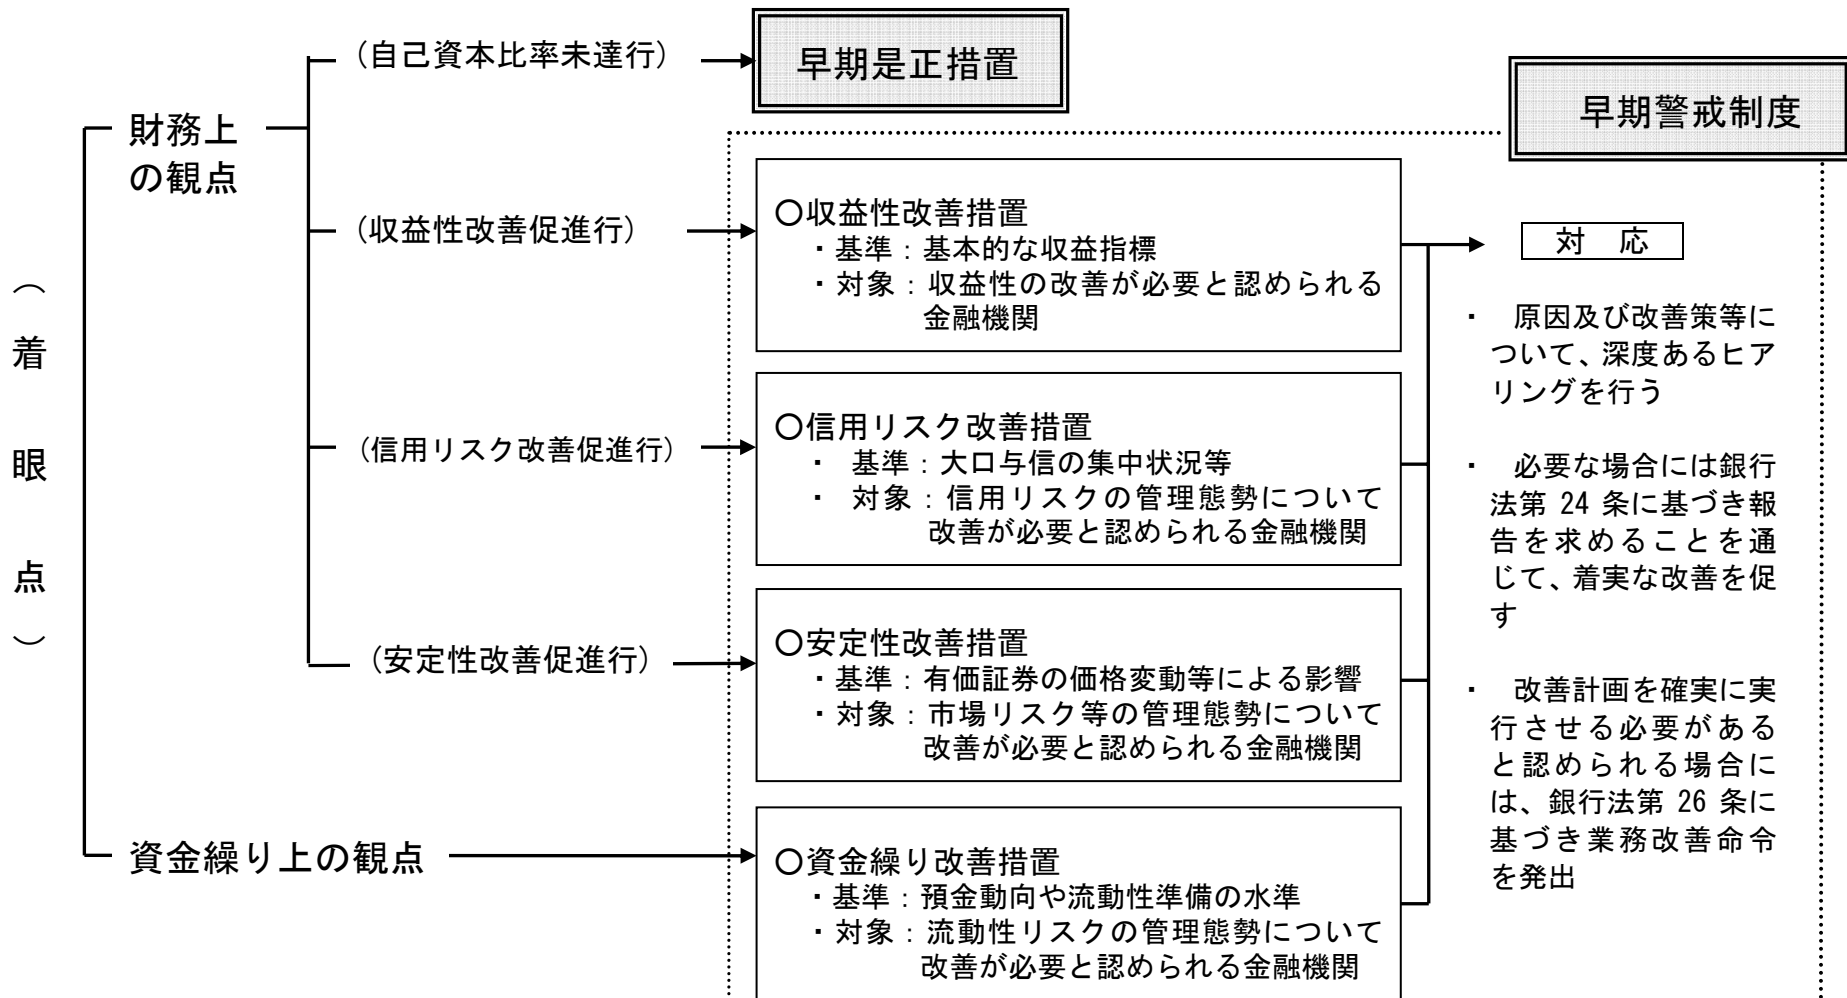 （着眼点）
財務上
の観点
（自己資本比率未達行）
早期是正措置
早期警戒制度
（収益性改善促進行）
〇収益性改善措置
・基準：基本的な収益指標
・対象：収益性の改善が必要と認められる
金融機関
（信用リスク改善促進行）
〇信用リスク改善措置
・ 基準：大口与信の集中状況等
・ 対象：信用リスクの管理態勢について
改善が必要と認められる金融機関
（安定性改善促進行）
〇安定性改善措置
・基準：有価証券の価格変動等による影響
・対象：市場リスク等の管理態勢について
改善が必要と認められる金融機関
資金繰り上の観点
〇資金繰り改善措置
・基準：預金動向や流動性準備の水準
・対象：流動性リスクの管理態勢について
改善が必要と認められる金融機関
対　応
・ 原因及び改善策等に
ついて、深度あるヒア
リングを行う
・ 必要な場合には銀行
法第 24 条に基づき報
告を求めることを通
じて、着実な改善を促
す
・ 改善計画を確実に実
行させる必要がある
と認められる場合に
は、銀行法第 26 条に
基づき業務改善命令
を発出